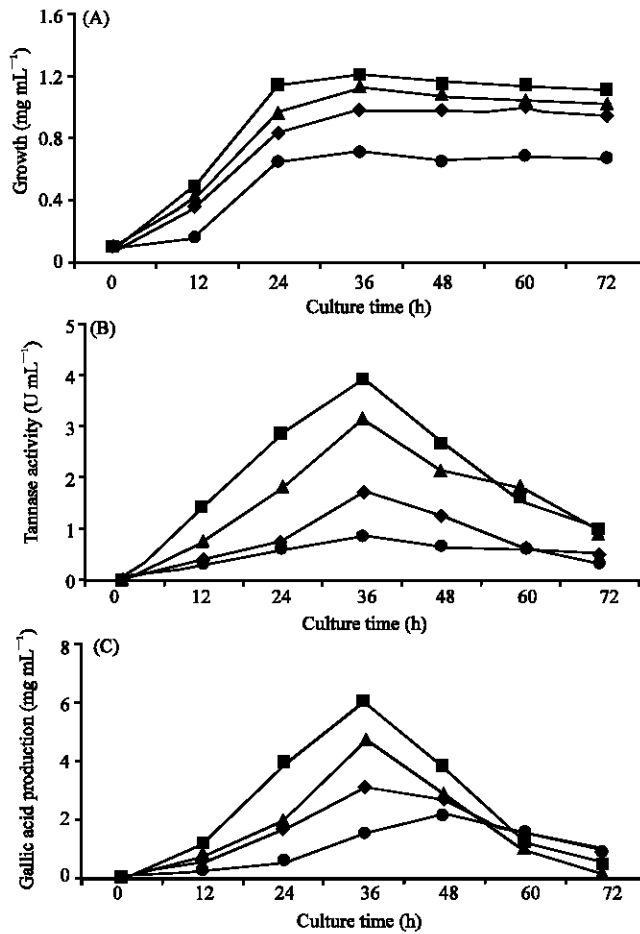 (A)
1.6
1.2
0.8
0.4
0
Growth (mg mL⁻¹)
0 12 24 36 48 60 72
Culture time (h)
(B)
5
4
3
2
1
0
Tannase activity (U mL⁻¹)
0 12 24 36 48 60 72
Culture time (h)
(C)
8
6
4
2
0
Gallic acid production (mg mL⁻¹)
0 12 24 36 48 60 72
Culture time (h)